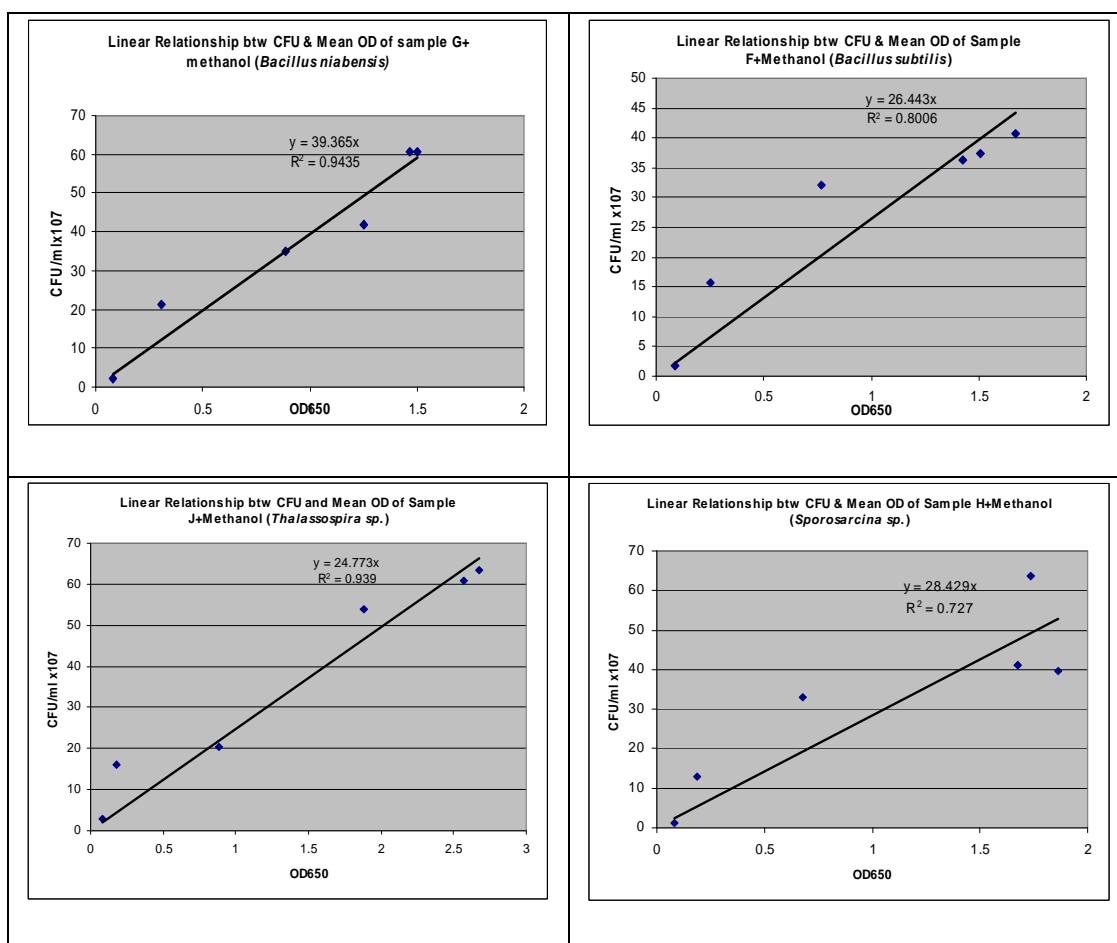 Linear Relationship btw CFU & Mean OD of sample G+
methanol (Bacillus niabensis)
y = 39.365x
R² = 0.9435
CFU/mlx107
70
60
50
40
30
20
10
0
0
0.5
1
1.5
2
OD650
Linear Relationship btw CFU & Mean OD of Sample
F+Methanol (Bacillus subtilis)
y = 26.443x
R² = 0.8006
CFU/ml x107
50
45
40
35
30
25
20
15
10
5
0
0
0.5
1
1.5
2
OD650
Linear Relationship btw CFU and Mean OD of Sample
J+Methanol (Thalassospira sp.)
y = 24.773x
R² = 0.939
CFU/ml x107
70
60
50
40
30
20
10
0
0
0.5
1
1.5
2
2.5
3
OD650
Linear Relationship btw CFU & Mean OD of Sample H+Methanol
(Sporosarcina sp.)
y = 28.429x
R² = 0.727
CFU/ml x107
70
60
50
40
30
20
10
0
0
0.5
1
1.5
2
OD650